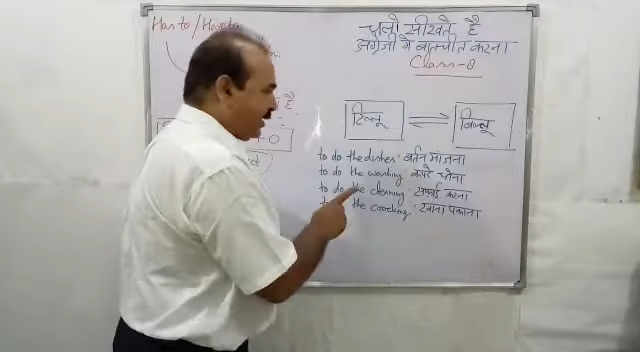 Has to / Have to
चलो सीखते है
अंग्रेजी मे बातचीत करना
Class-8
है.
टिल्लू
बिल्लू
to do the dishes · बर्तन मांजना
to do the washing · कपडे धोना
to do the cleaning · सफाई करना
the cooking · खाना पकाना